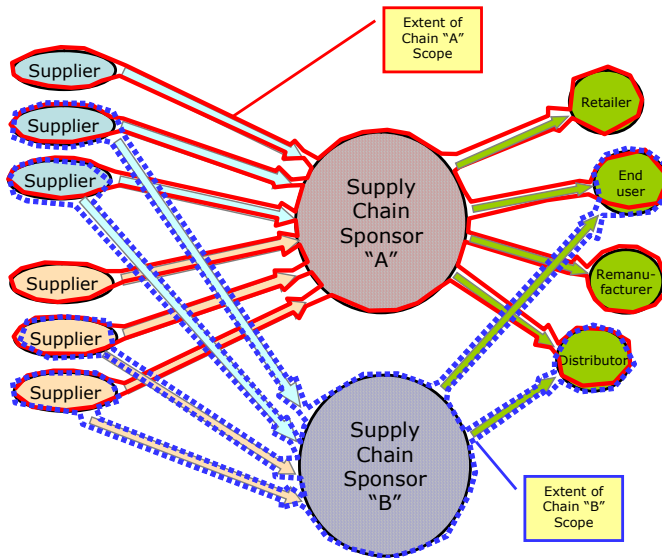 Extent of
Chain “A”
Scope
Supplier
Supplier
Supplier
Supplier
Supplier
Supplier
Supply
Chain
Sponsor
“A”
Retailer
End
user
Remanu-
facturer
Distributor
Supply
Chain
Sponsor
“B”
Extent of
Chain “B”
Scope